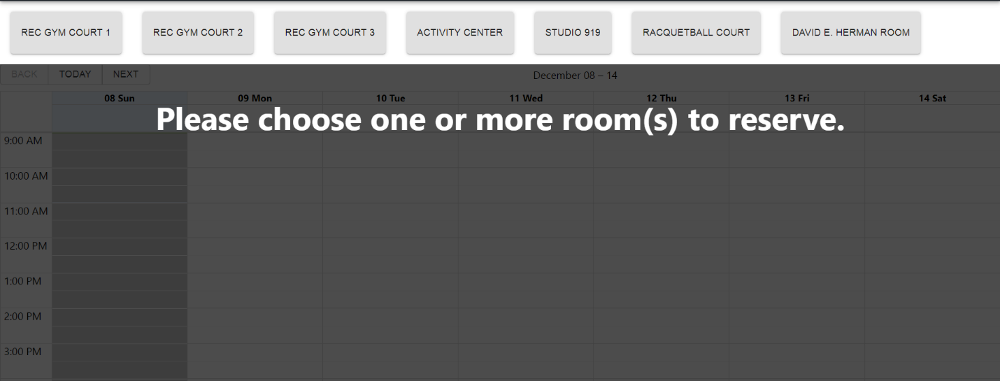 REC GYM COURT 1 REC GYM COURT 2 REC GYM COURT 3 ACTIVITY CENTER STUDIO 919 RACQUETBALL COURT DAVID E. HERMAN ROOM
BACK TODAY NEXT December 08 – 14
08 Sun 09 Mon 10 Tue 11 Wed 12 Thu 13 Fri 14 Sat
Please choose one or more room(s) to reserve.
9:00 AM
10:00 AM
11:00 AM
12:00 PM
1:00 PM
2:00 PM
3:00 PM